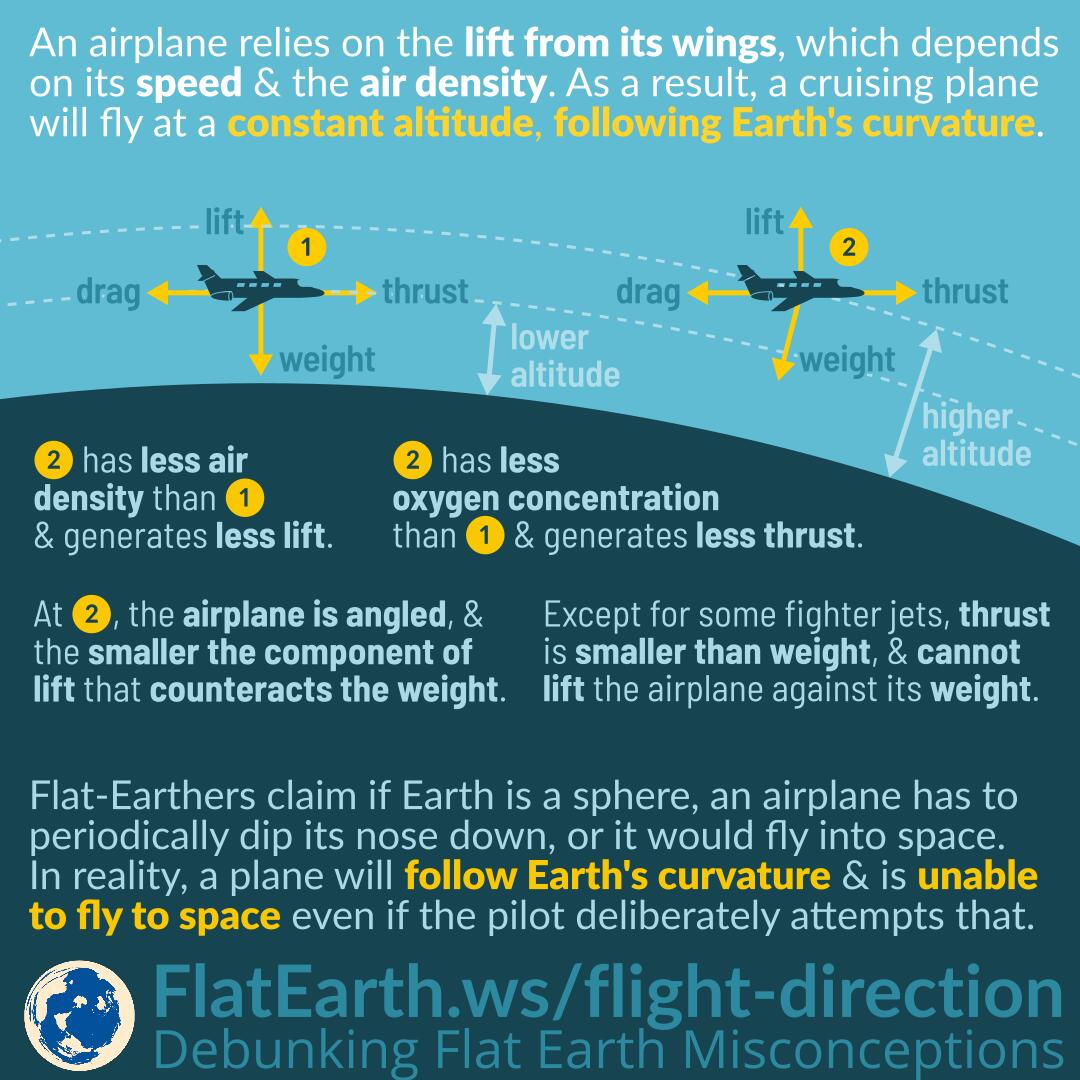 An airplane relies on the lift from its wings, which depends
on its speed & the air density. As a result, a cruising plane
will fly at a constant altitude, following Earth's curvature.
lift
1
drag
thrust
weight
lower
altitude
lift
2
drag
thrust
weight
higher
altitude
2 has less air
density than 1
& generates less lift.
2 has less
oxygen concentration
than 1 & generates less thrust.
At 2, the airplane is angled, &
the smaller the component of
lift that counteracts the weight.
Except for some fighter jets, thrust
is smaller than weight, & cannot
lift the airplane against its weight.
Flat-Earthers claim if Earth is a sphere, an airplane has to
periodically dip its nose down, or it would fly into space.
In reality, a plane will follow Earth's curvature & is unable
to fly to space even if the pilot deliberately attempts that.
FlatEarth.ws/flight-direction
Debunking Flat Earth Misconceptions